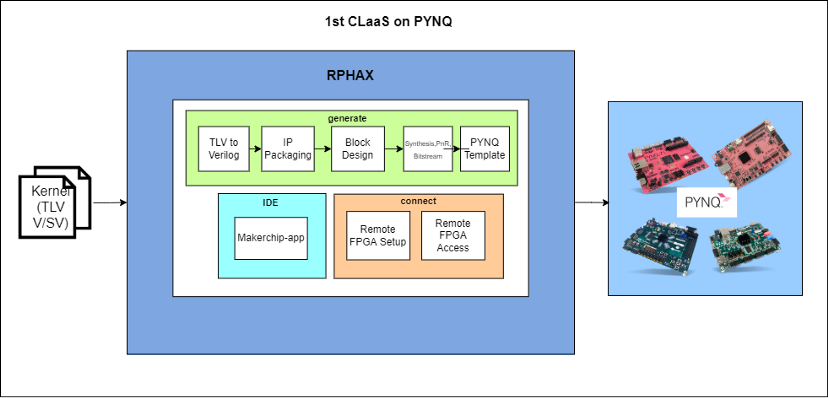 1st CLaaS on PYNQ
RPHAX
generate
TLV to
Verilog
IP
Packaging
Block
Design
Synthesis,PnR,
Bitstream
PYNQ
Template
Kernel
(TLV
V/SV)
IDE
Makerchip-app
connect
Remote
FPGA Setup
Remote
FPGA
Access
PYNQ